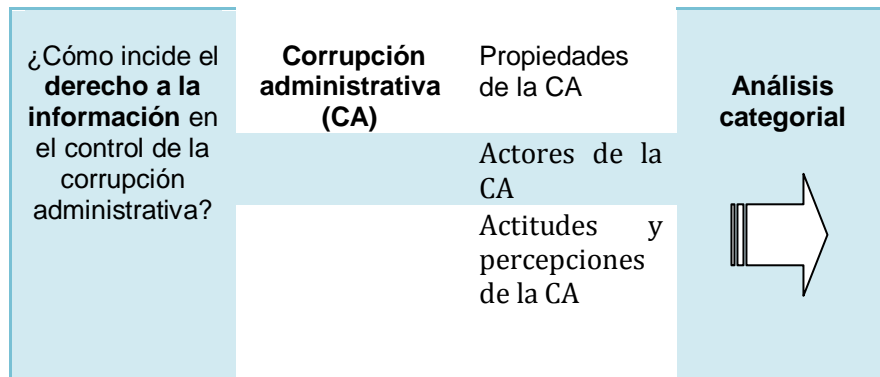 ¿Cómo incide el
derecho a la
información en
el control de la
corrupción
administrativa?
Corrupción
administrativa
(CA)
Propiedades
de la CA
Actores de la
CA
Actitudes y
percepciones
de la CA
Análisis
categorial